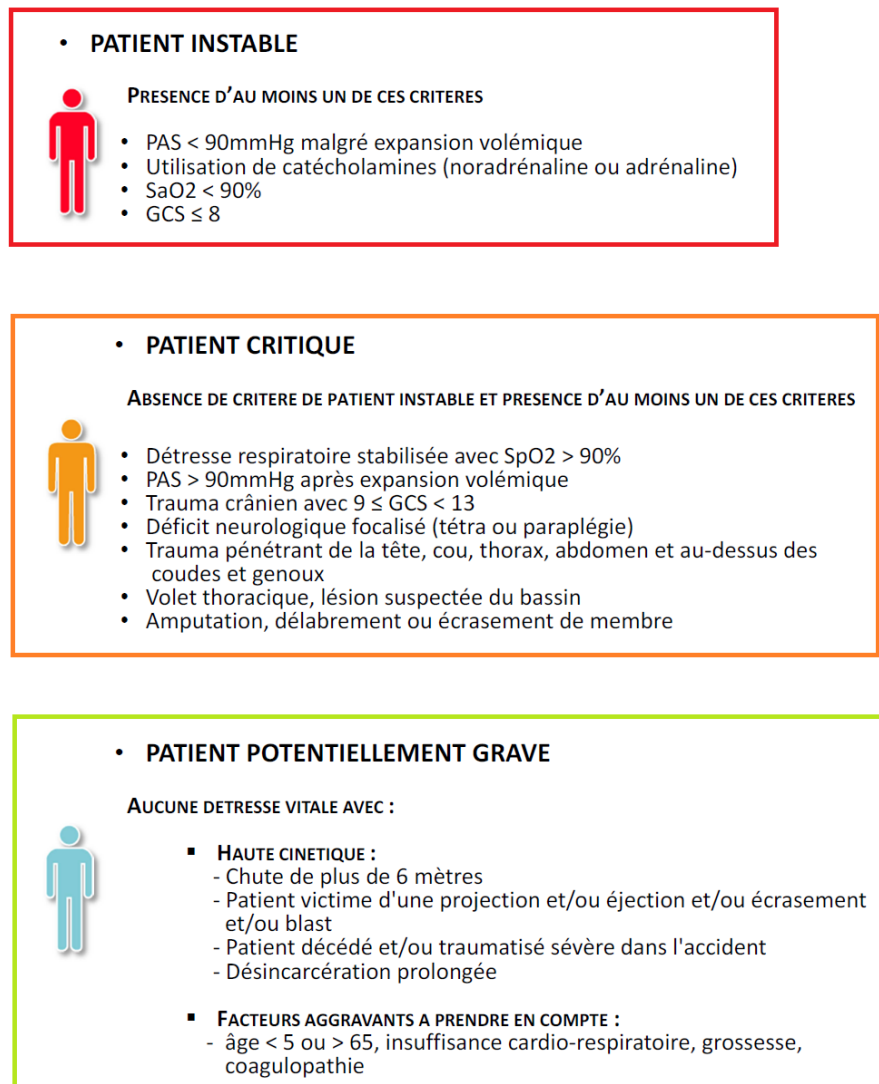 • PATIENT INSTABLE
PRESENCE D'AU MOINS UN DE CES CRITERES
• PAS < 90mmHg malgré expansion volémique
• Utilisation de catécholamines (noradrénaline ou adrénaline)
• SaO2 < 90%
• GCS ≤ 8
• PATIENT CRITIQUE
ABSENCE DE CRITERE DE PATIENT INSTABLE ET PRESENCE D'AU MOINS UN DE CES CRITERES
• Détresse respiratoire stabilisée avec SpO2 > 90%
• PAS > 90mmHg après expansion volémique
• Trauma crânien avec 9 ≤ GCS < 13
• Déficit neurologique focalisé (tétra ou paraplégie)
• Trauma pénétrant de la tête, cou, thorax, abdomen et au-dessus des
coudes et genoux
• Volet thoracique, lésion suspectée du bassin
• Amputation, délabrement ou écrasement de membre
• PATIENT POTENTIELLEMENT GRAVE
AUCUNE DETRESSE VITALE AVEC :
▪ HAUTE CINETIQUE :
- Chute de plus de 6 mètres
- Patient victime d'une projection et/ou éjection et/ou écrasement
et/ou blast
- Patient décédé et/ou traumatisé sévère dans l'accident
- Désincarcération prolongée
▪ FACTEURS AGGRAVANTS A PRENDRE EN COMPTE :
- âge < 5 ou > 65, insuffisance cardio-respiratoire, grossesse,
coagulopathie